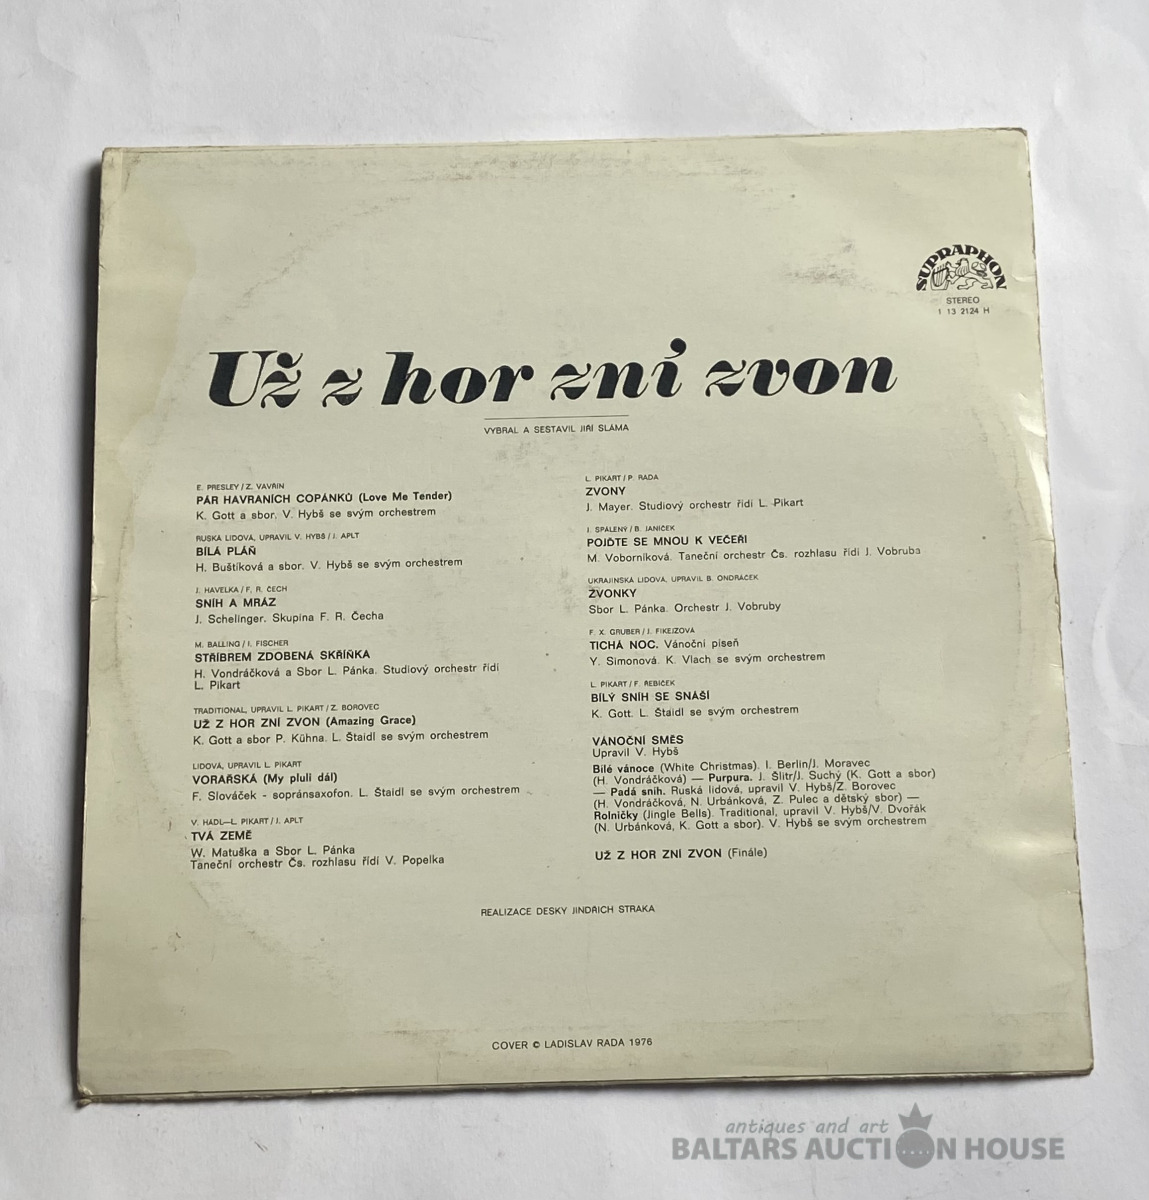 SUPRAPHON
STEREO
1 13 2124 H
Už z hor zní zvon
VYBRAL A SESTAVIL JIŘÍ SLÁMA
E. PRESLEY / Z. VAVŘÍN
PÁR HAVRANÍCH COPÁNKŮ (Love Me Tender)
K. Gott a sbor. V. Hybš se svým orchestrem
RUSKÁ LIDOVÁ, UPRAVIL V. HYBŠ / J. APLT
BÍLÁ PLÁŇ
H. Buštíková a sbor. V. Hybš se svým orchestrem
J. HAVELKA / F. R. ČECH
SNÍH A MRÁZ
J. Schelinger. Skupina F. R. Čecha
M. BALLING / I. FISCHER
STŘÍBREM ZDOBENÁ SKŘÍŇKA
H. Vondráčková a Sbor L. Pánka. Studiový orchestr řídí
L. Pikart
TRADITIONAL, UPRAVIL L. PIKART / Z. BOROVEC
UŽ Z HOR ZNÍ ZVON (Amazing Grace)
K. Gott a sbor P. Kühna. L. Štaidl se svým orchestrem
LIDOVÁ, UPRAVIL L. PIKART
VORAŘSKÁ (My pluli dál)
F. Slováček - sopránsaxofon. L. Štaidl se svým orchestrem
V. HÁDL—L. PIKART / J. APLT
TVÁ ZEMĚ
W. Matuška a Sbor L. Pánka
Taneční orchestr Čs. rozhlasu řídí V. Popelka
L. PIKART / P. RADA
ZVONY
J. Mayer. Studiový orchestr řídí L. Pikart
J. SPÁLENÝ / B. JANÍČEK
POJĎTE SE MNOU K VEČEŘI
M. Voborníková. Taneční orchestr Čs. rozhlasu řídí J. Vobruba
UKRAJINSKÁ LIDOVÁ, UPRAVIL B. ONDRÁČEK
ZVONKY
Sbor L. Pánka. Orchestr J. Vobruby
F. X. GRUBER / J. FIKEJZOVÁ
TICHÁ NOC. Vánoční píseň
Y. Simonová. K. Vlach se svým orchestrem
L. PIKART / F. ŘEBÍČEK
BÍLÝ SNÍH SE SNÁŠÍ
K. Gott. L. Štaidl se svým orchestrem
VÁNOČNÍ SMĚS
Upravil V. Hybš
Bílé vánoce (White Christmas). I. Berlin/J. Moravec
(H. Vondráčková) — Purpura. J. Šlitr/J. Suchý (K. Gott a sbor)
— Padá sníh. Ruská lidová, upravil V. Hybš/Z. Borovec
(H. Vondráčková, N. Urbánková, Z. Pulec a dětský sbor) —
Rolničky (Jingle Bells). Traditional, upravil V. Hybš/V. Dvořák
(N. Urbánková, K. Gott a sbor). V. Hybš se svým orchestrem
UŽ Z HOR ZNÍ ZVON (Finále)
REALIZACE DESKY JINDŘICH STRAKA
COVER © LADISLAV RADA 1976
antiques and art
BALTARS AUCTION HOUSE